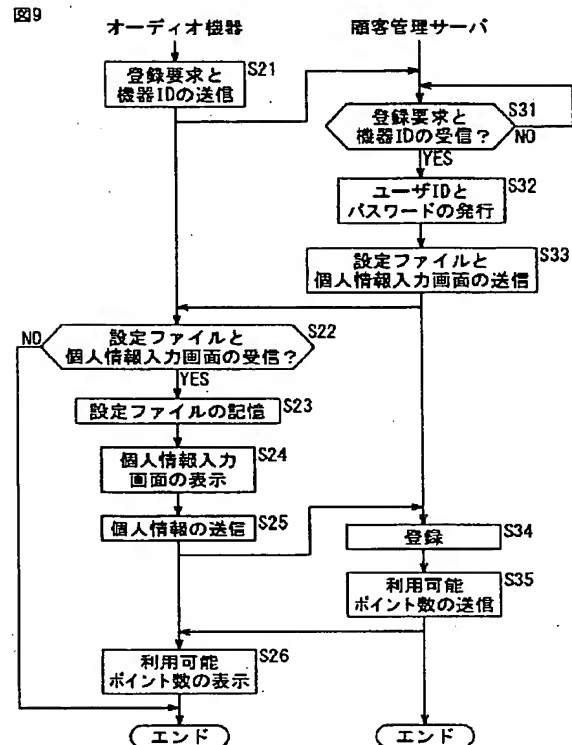 図9
オーディオ機器
顧客管理サーバ
登録要求と
機器IDの送信
S21
登録要求と
機器IDの受信?
S31
NO
YES
ユーザIDと
パスワードの発行
S32
設定ファイルと
個人情報入力画面の送信
S33
NO
設定ファイルと
個人情報入力画面の受信?
S22
YES
設定ファイルの記憶
S23
個人情報入力
画面の表示
S24
個人情報の送信
S25
登録
S34
利用可能
ポイント数の送信
S35
利用可能
ポイント数の表示
S26
エンド
エンド